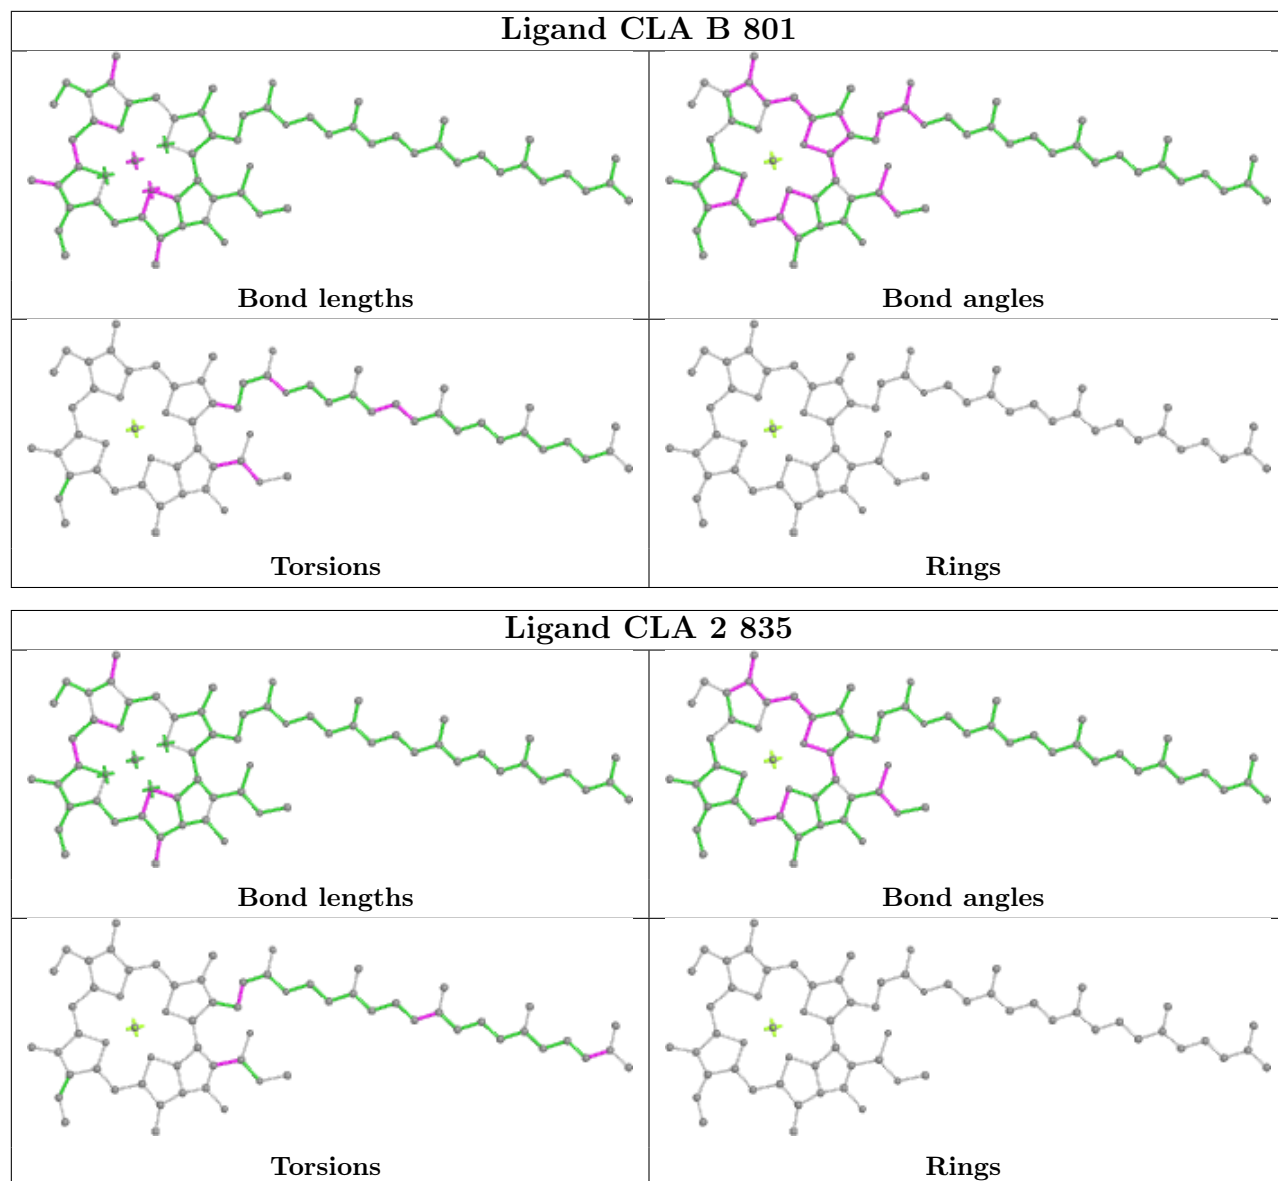 Ligand CLA B 801
Bond lengths
Bond angles
Torsions
Rings
Ligand CLA 2 835
Bond lengths
Bond angles
Torsions
Rings